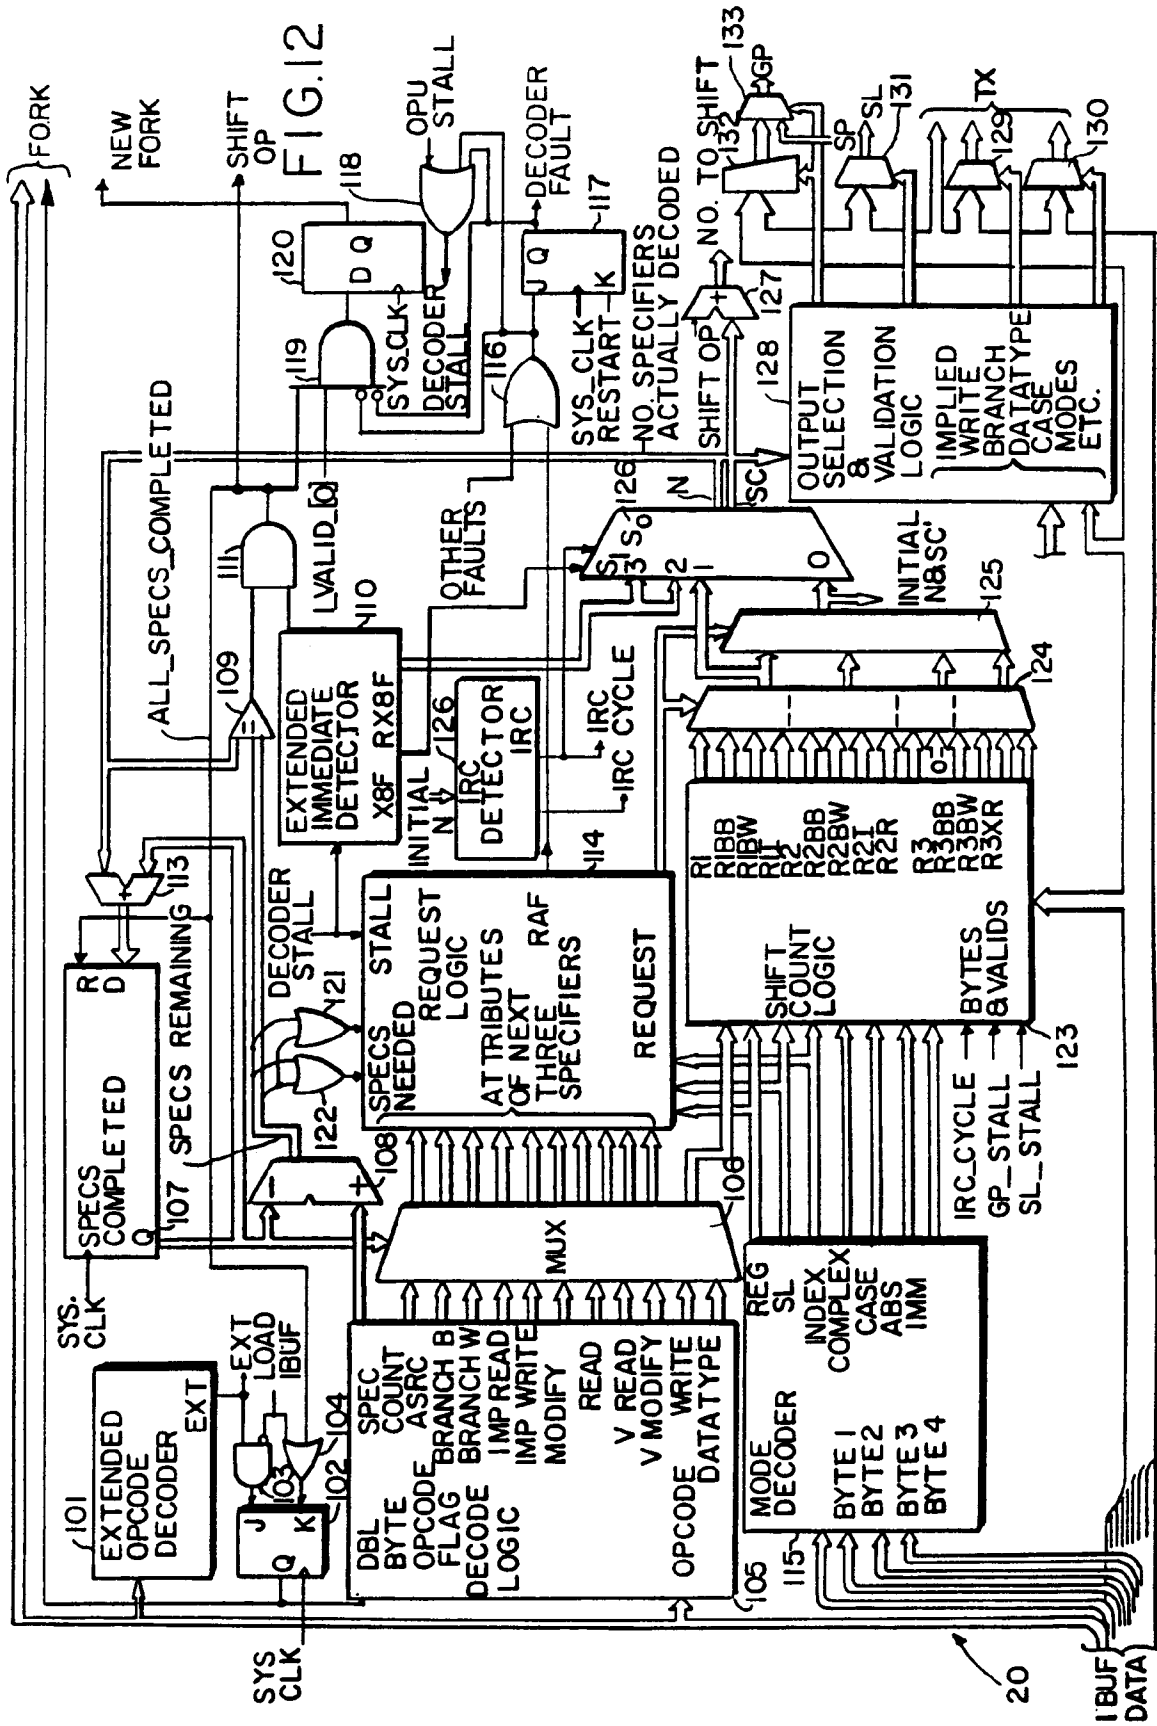 FIG.12
FORK
NEW
FORK
SHIFT
OP
ALL_SPECS_COMPLETED
SYS.
CLK
SPECS
COMPLETED
Q
R
D
107
113
SPECS REMAINING
109
=
111
LVALID_[0]
119
120
D Q
SYS_CLK
DECODER
STALL
118
OPU
STALL
DECODER
FAULT
117
J Q
K
SYS_CLK
RESTART
116
OTHER
FAULTS
101
EXTENDED
OPCODE
DECODER
EXT
EXT
LOAD
IBUF
103
104
102
J
K
Q
SYS
CLK
DECODER
STALL
121
122
108
-
+
110
EXTENDED
IMMEDIATE
DETECTOR
X8F RX8F
INITIAL
N
126
IRC
DETECTOR
IRC
IRC
IRC CYCLE
IRC CYCLE
114
SPECS
NEEDED
STALL
REQUEST
LOGIC
ATTRIBUTES
OF NEXT
THREE
SPECIFIERS
RAF
REQUEST
MUX
106
105
DBL
BYTE
OPCODE
FLAG
DECODE
LOGIC
OPCODE
SPEC
COUNT
ASRC
BRANCH B
BRANCH W
IMP READ
IMP WRITE
MODIFY
READ
V READ
V MODIFY
WRITE
DATATYPE
115
MODE
DECODER
BYTE 1
BYTE 2
BYTE 3
BYTE 4
REG
SL
INDEX
COMPLEX
CASE
ABS
IMM
IRC_CYCLE
GP_STALL
SL_STALL
123
SHIFT
COUNT
LOGIC
BYTES
& VALIDS
R1
R1BB
R1BW
R1I
R2
R2BB
R2BW
R2I
R2R
R3
R3BB
R3BW
R3XR
0
124
125
INITIAL
N&SC'
126
S1 S0
3
2
1
0
N
SC
NO. SPECIFIERS
ACTUALLY DECODED
SHIFT OP
+
127
NO. TO SHIFT
128
OUTPUT
SELECTION
&
VALIDATION
LOGIC
IMPLIED
WRITE
BRANCH
DATATYPE
CASE
MODES
ETC.
132
133
GP
SP
SL
131
TX
129
130
20
IBUF
DATA